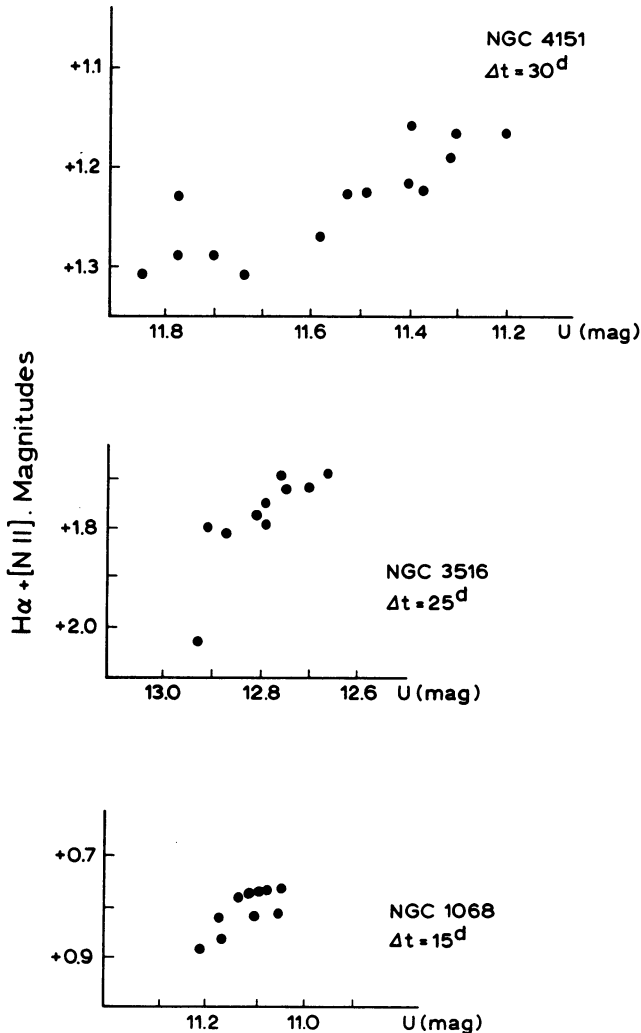 NGC 4151
Δt = 30d
+1.1
+1.2
+1.3
11.8 11.6 11.4 11.2 U (mag)
Hα + [N II]. Magnitudes
+1.8
+2.0
NGC 3516
Δt = 25d
13.0 12.8 12.6 U (mag)
+0.7
+0.9
NGC 1068
Δt = 15d
11.2 11.0 U (mag)